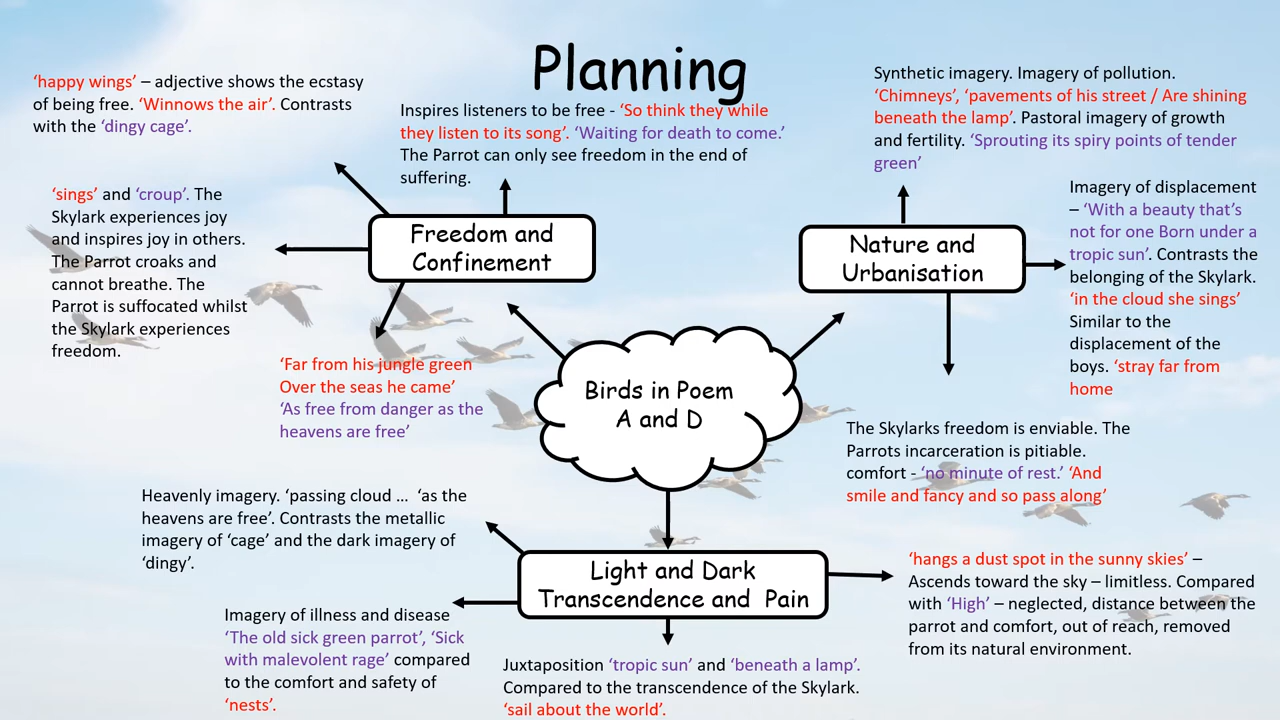 Planning
‘happy wings’ – adjective shows the ecstasy
of being free. ‘Winnows the air’. Contrasts
with the ‘dingy cage’.
Inspires listeners to be free - ‘So think they while
they listen to its song’. ‘Waiting for death to come.’
The Parrot can only see freedom in the end of
suffering.
Synthetic imagery. Imagery of pollution.
‘Chimneys’, ‘pavements of his street / Are shining
beneath the lamp’. Pastoral imagery of growth
and fertility. ‘Sprouting its spiry points of tender
green’
‘sings’ and ‘croup’. The
Skylark experiences joy
and inspires joy in others.
The Parrot croaks and
cannot breathe. The
Parrot is suffocated whilst
the Skylark experiences
freedom.
Freedom and
Confinement
Nature and
Urbanisation
Imagery of displacement
– ‘With a beauty that’s
not for one Born under a
tropic sun’. Contrasts the
belonging of the Skylark.
‘in the cloud she sings’
Similar to the
displacement of the
boys. ‘stray far from
home
‘Far from his jungle green
Over the seas he came’
‘As free from danger as the
heavens are free’
Birds in Poem
A and D
The Skylarks freedom is enviable. The
Parrots incarceration is pitiable.
comfort - ‘no minute of rest.’ ‘And
smile and fancy and so pass along’
Heavenly imagery. ‘passing cloud … ‘as the
heavens are free’. Contrasts the metallic
imagery of ‘cage’ and the dark imagery of
‘dingy’.
Light and Dark
Transcendence and Pain
‘hangs a dust spot in the sunny skies’ –
Ascends toward the sky – limitless. Compared
with ‘High’ – neglected, distance between the
parrot and comfort, out of reach, removed
from its natural environment.
Imagery of illness and disease
‘The old sick green parrot’, ‘Sick
with malevolent rage’ compared
to the comfort and safety of
‘nests’.
Juxtaposition ‘tropic sun’ and ‘beneath a lamp’.
Compared to the transcendence of the Skylark.
‘sail about the world’.